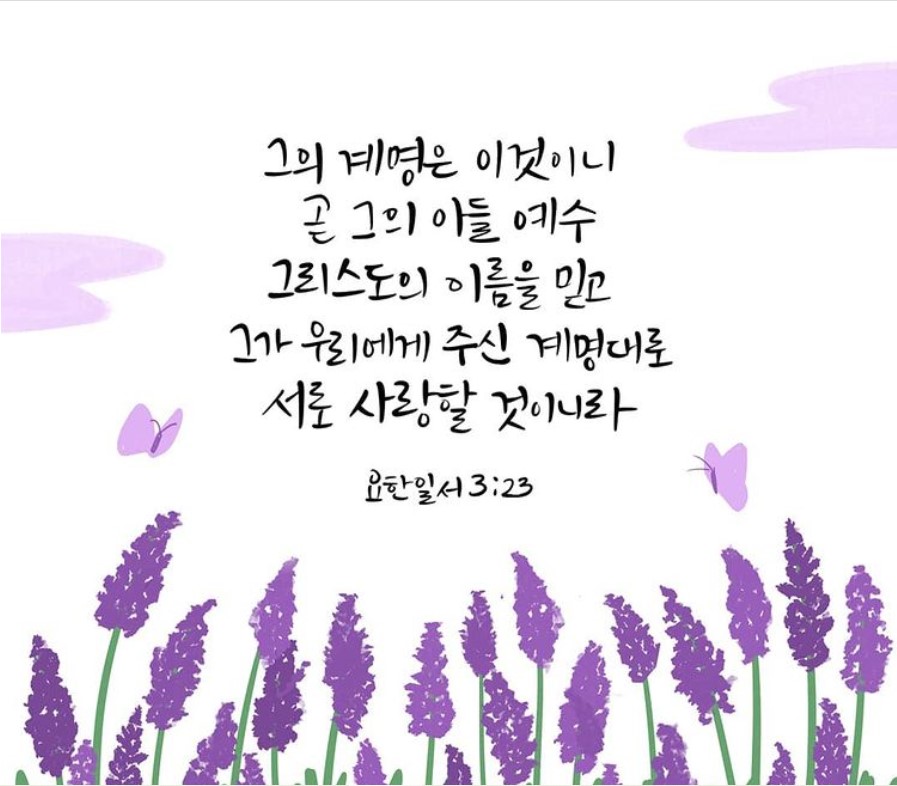 그의 계명은 이것이니
곧 그의 아들 예수
그리스도의 이름을 믿고
그가 우리에게 주신 계명대로
서로 사랑할 것이니라
요한일서 3:23